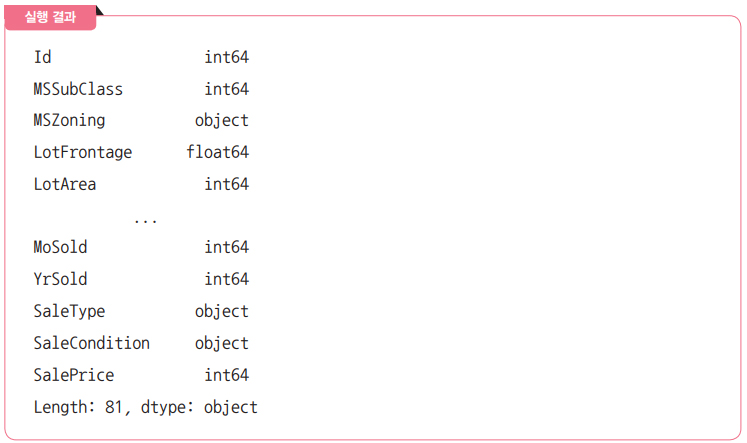 실행 결과
Id int64
MSSubClass int64
MSZoning object
LotFrontage float64
LotArea int64
...
MoSold int64
YrSold int64
SaleType object
SaleCondition object
SalePrice int64
Length: 81, dtype: object